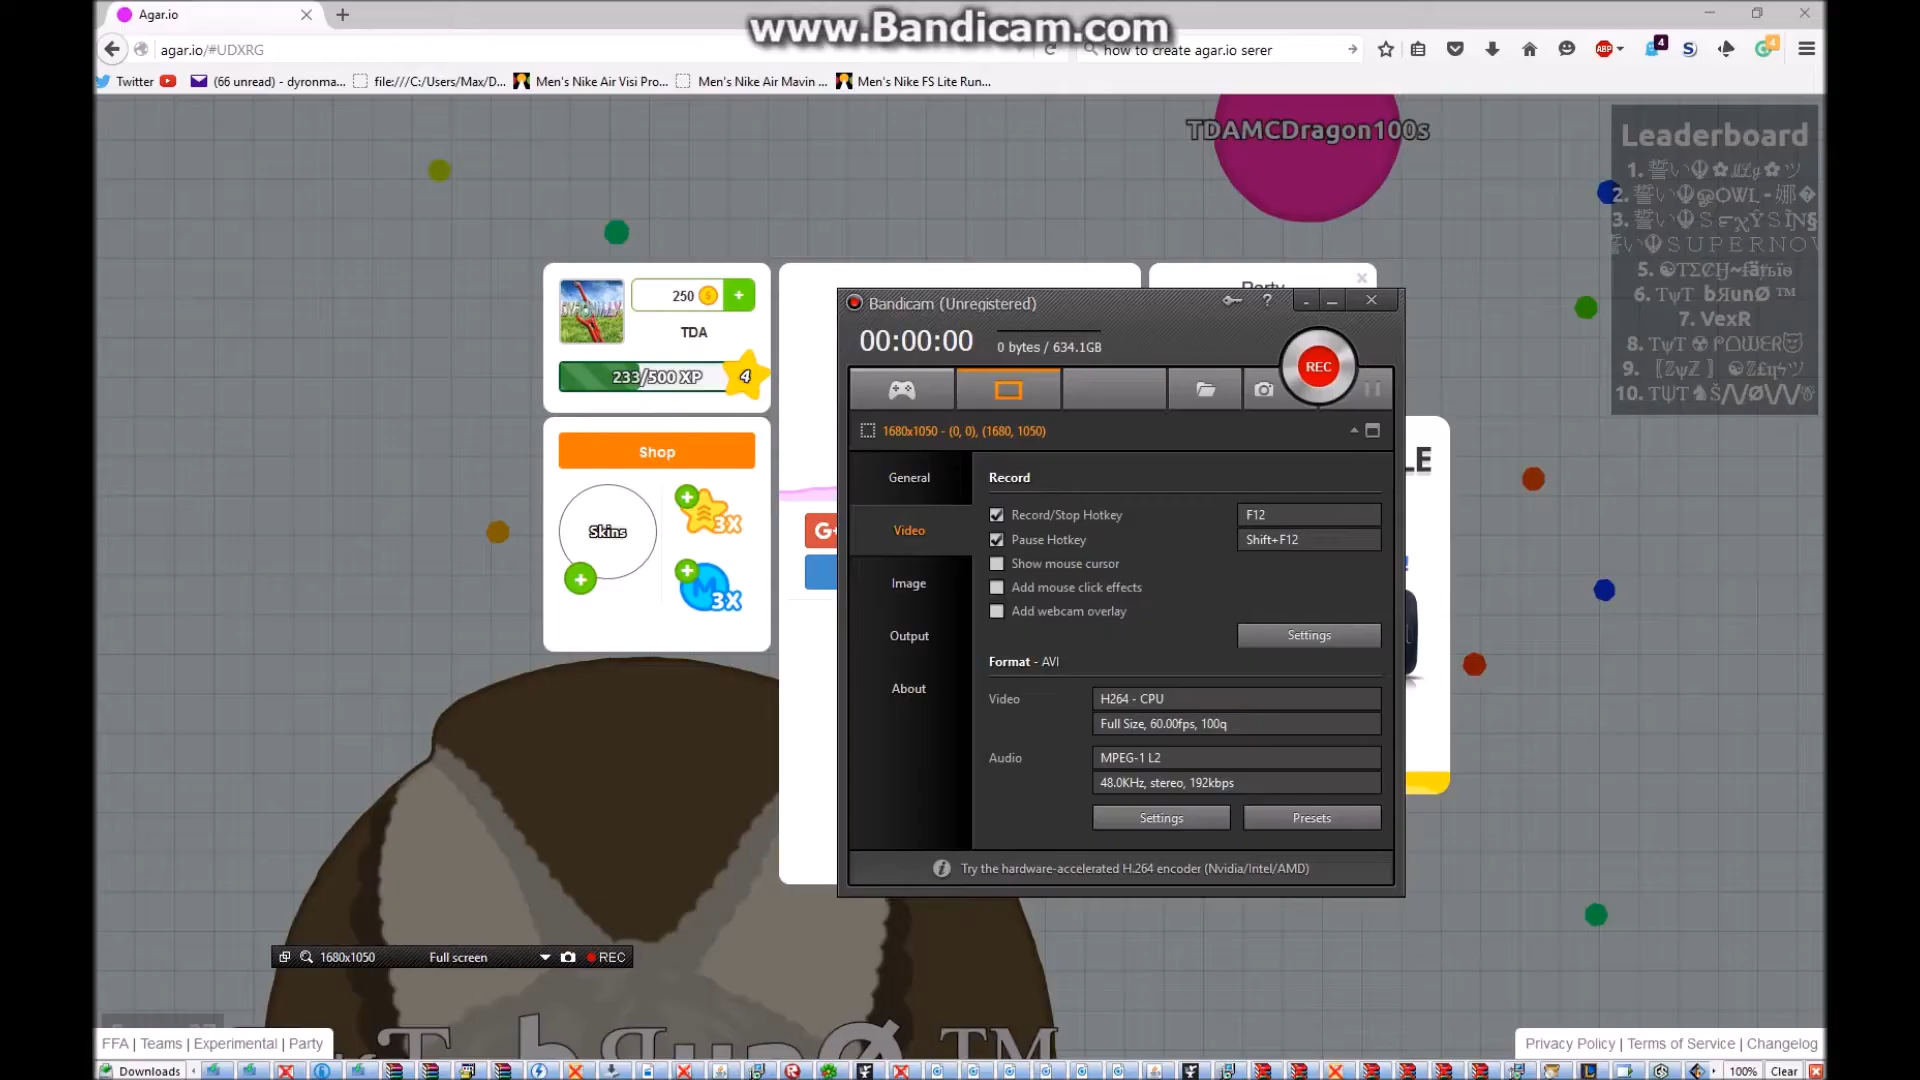 Agar.io
www.Bandicam.com
agar.io/#UDXRG
how to create agar.io serer
ABP
4
4
Twitter
(66 unread) - dyronma...
file:///C:/Users/Max/D...
Men's Nike Air Visi Pro...
Men's Nike Air Mavin ...
Men's Nike FS Lite Run...
TDAMCDragon100s
Leaderboard
7. VexR
250
TDA
233/500 XP
4
Shop
Skins
3X
M
3X
Party
G+
LE
Bandicam (Unregistered)
00:00:00
0 bytes / 634.1GB
REC
1680x1050 - (0, 0), (1680, 1050)
General
Video
Image
Output
About
Record
Record/Stop Hotkey
F12
Pause Hotkey
Shift+F12
Show mouse cursor
Add mouse click effects
Add webcam overlay
Settings
Format - AVI
Video
H264 - CPU
Full Size, 60.00fps, 100q
Audio
MPEG-1 L2
48.0KHz, stereo, 192kbps
Settings
Presets
Try the hardware-accelerated H.264 encoder (Nvidia/Intel/AMD)
1680x1050
Full screen
REC
FFA | Teams | Experimental | Party
Privacy Policy | Terms of Service | Changelog
Downloads
100%
Clear